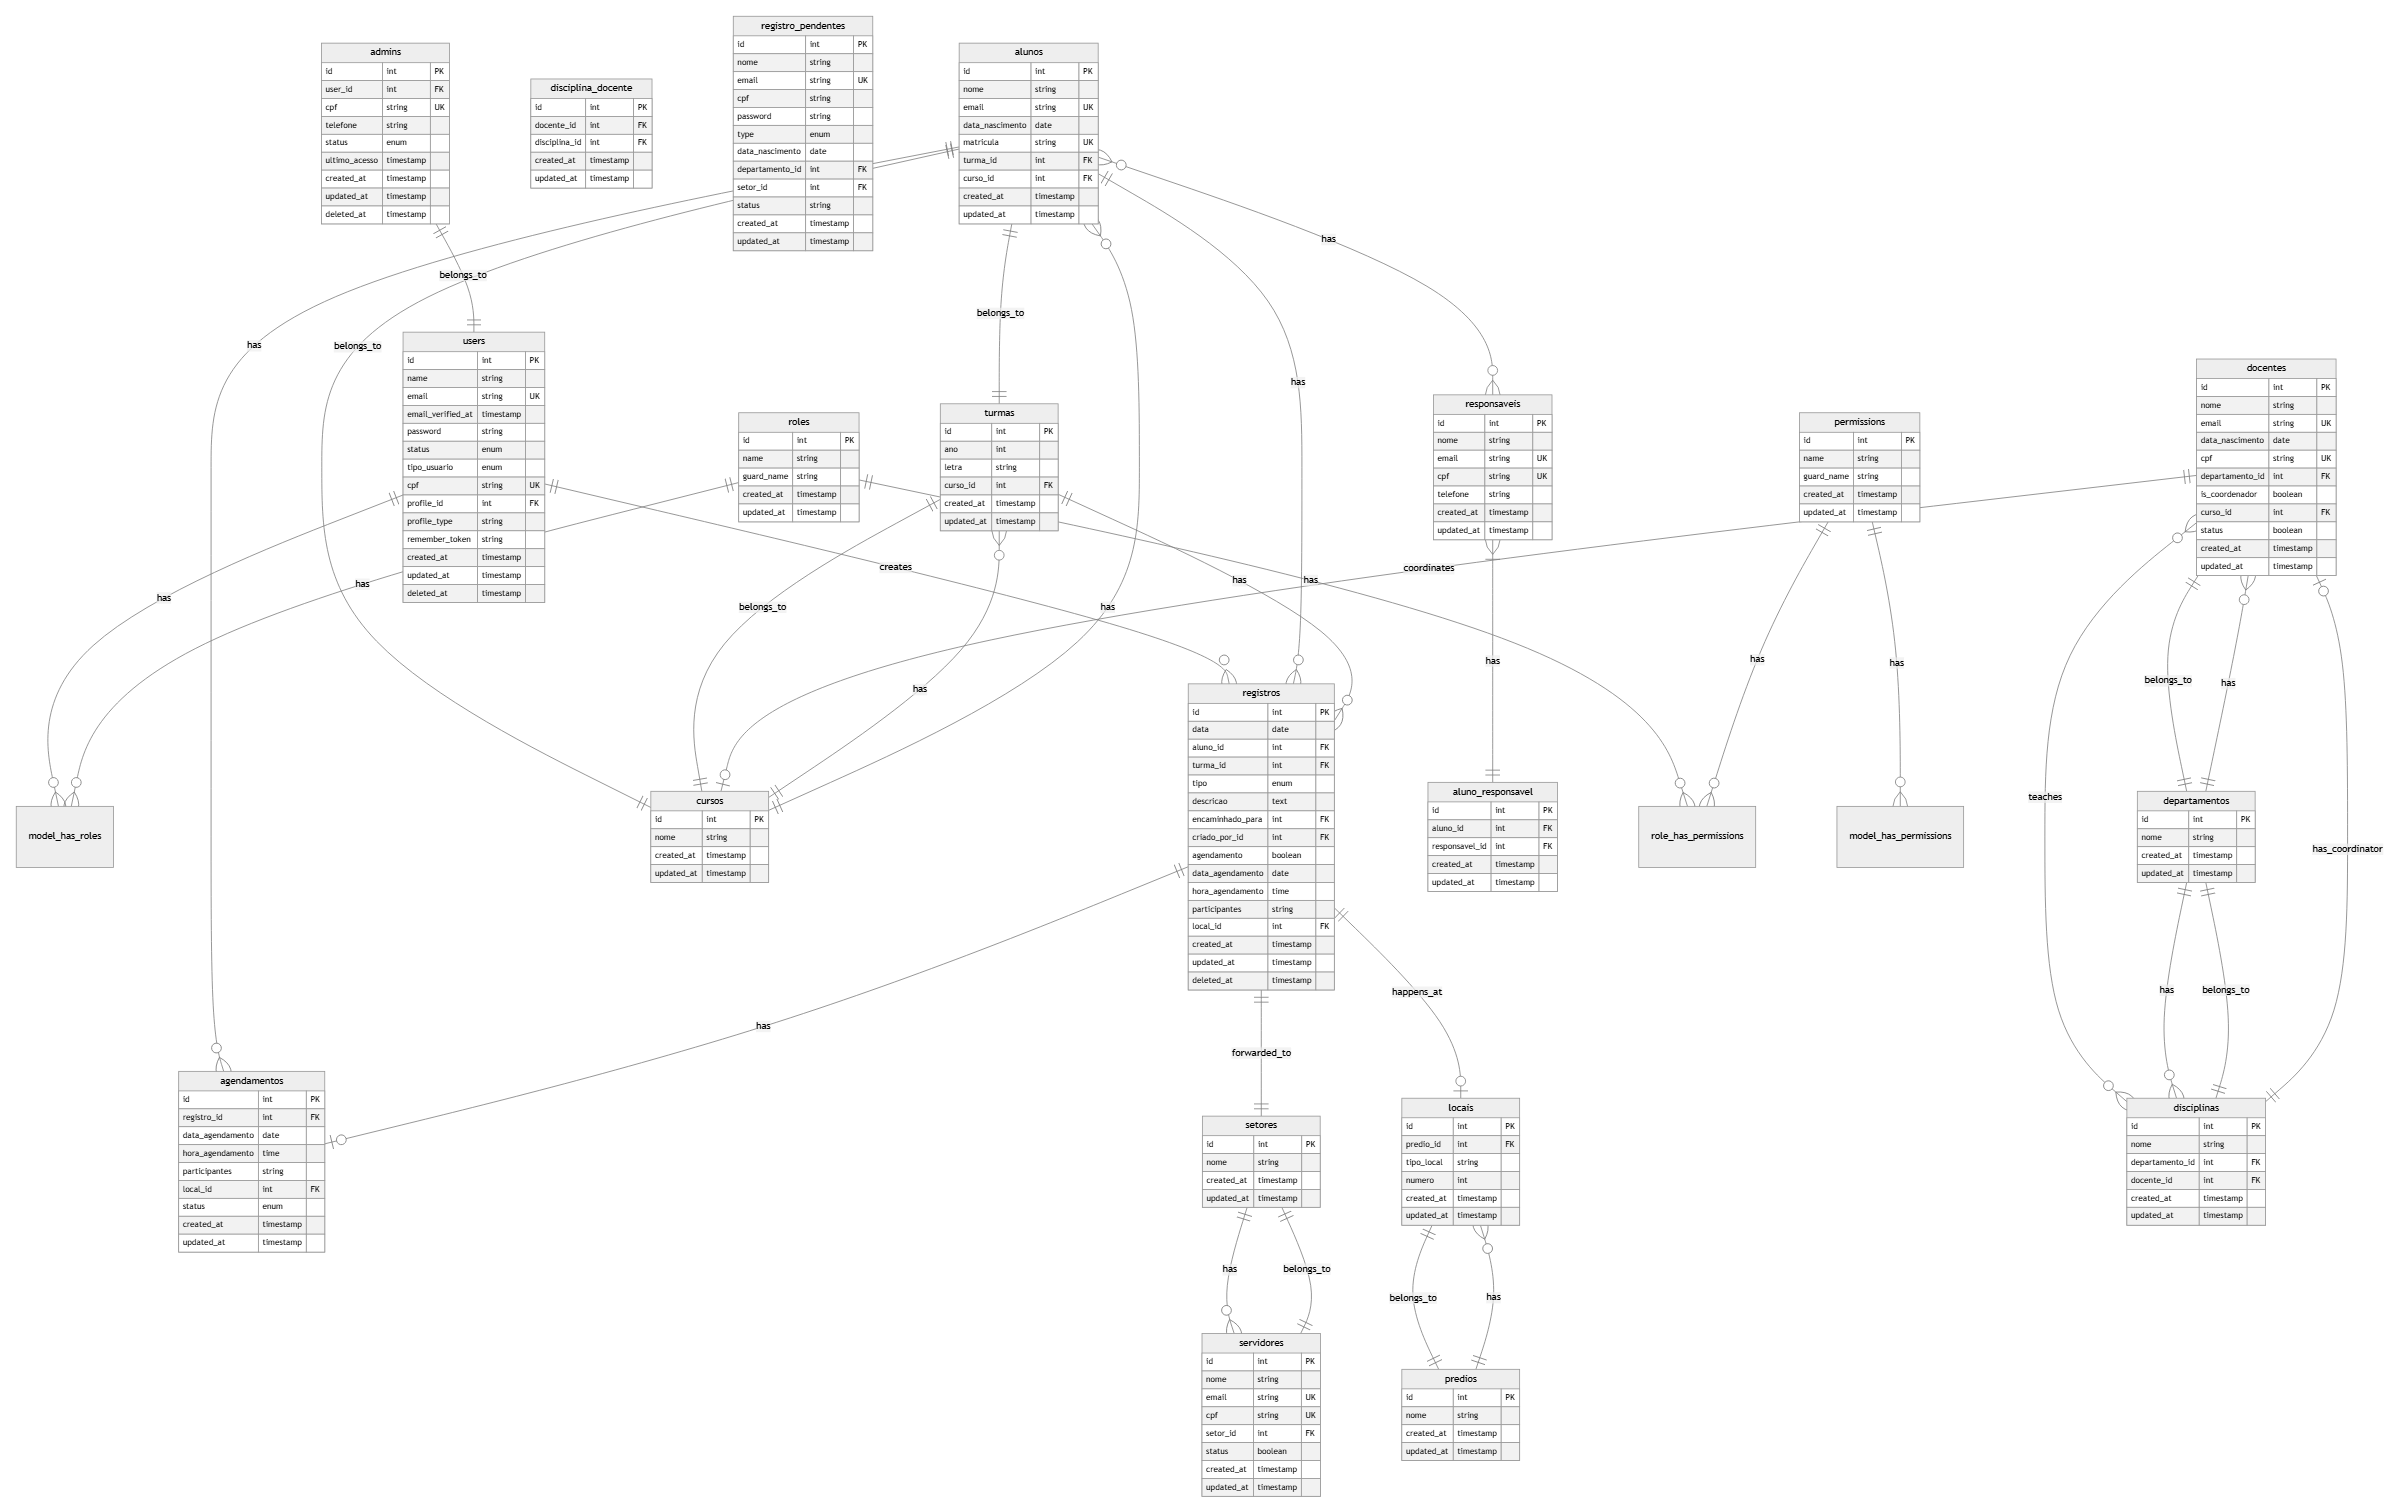 registro_pendentes
id int PK
nome string
email string UK
cpf string
password string
type enum
data_nascimento date
departamento_id int FK
setor_id int FK
status string
created_at timestamp
updated_at timestamp
admins
id int PK
user_id int FK
cpf string UK
telefone string
status enum
ultimo_acesso timestamp
created_at timestamp
updated_at timestamp
deleted_at timestamp
disciplina_docente
id int PK
docente_id int FK
disciplina_id int FK
created_at timestamp
updated_at timestamp
alunos
id int PK
nome string
email string UK
data_nascimento date
matricula string UK
turma_id int FK
curso_id int FK
created_at timestamp
updated_at timestamp
has
belongs_to
belongs_to
has
belongs_to
has
users
id int PK
name string
email string UK
email_verified_at timestamp
password string
status enum
tipo_usuario enum
cpf string UK
profile_id int FK
profile_type string
remember_token string
created_at timestamp
updated_at timestamp
deleted_at timestamp
roles
id int PK
name string
guard_name string
created_at timestamp
updated_at timestamp
turmas
id int PK
ano int
letra string
curso_id int FK
created_at timestamp
updated_at timestamp
responsaveis
id int PK
nome string
email string UK
cpf string UK
telefone string
created_at timestamp
updated_at timestamp
permissions
id int PK
name string
guard_name string
created_at timestamp
updated_at timestamp
docentes
id int PK
nome string
email string UK
data_nascimento date
cpf string UK
departamento_id int FK
is_coordenador boolean
curso_id int FK
status boolean
created_at timestamp
updated_at timestamp
creates
coordinates
has
has
has
has
belongs_to
has
has
has
has
has
belongs_to
has
has
registros
id int PK
data date
aluno_id int FK
turma_id int FK
tipo enum
descricao text
encaminhado_para int FK
criado_por_id int FK
agendamento boolean
data_agendamento date
hora_agendamento time
participantes string
local_id int FK
created_at timestamp
updated_at timestamp
deleted_at timestamp
model_has_roles
cursos
id int PK
nome string
created_at timestamp
updated_at timestamp
aluno_responsavel
id int PK
aluno_id int FK
responsavel_id int FK
created_at timestamp
updated_at timestamp
role_has_permissions
model_has_permissions
teaches
departamentos
id int PK
nome string
created_at timestamp
updated_at timestamp
has_coordinator
has
belongs_to
happens_at
has
forwarded_to
agendamentos
id int PK
registro_id int FK
data_agendamento date
hora_agendamento time
participantes string
local_id int FK
status enum
created_at timestamp
updated_at timestamp
setores
id int PK
nome string
created_at timestamp
updated_at timestamp
locais
id int PK
predio_id int FK
tipo_local string
numero int
created_at timestamp
updated_at timestamp
disciplinas
id int PK
nome string
departamento_id int FK
docente_id int FK
created_at timestamp
updated_at timestamp
has
belongs_to
belongs_to
has
servidores
id int PK
nome string
email string UK
cpf string UK
setor_id int FK
status boolean
created_at timestamp
updated_at timestamp
predios
id int PK
nome string
created_at timestamp
updated_at timestamp